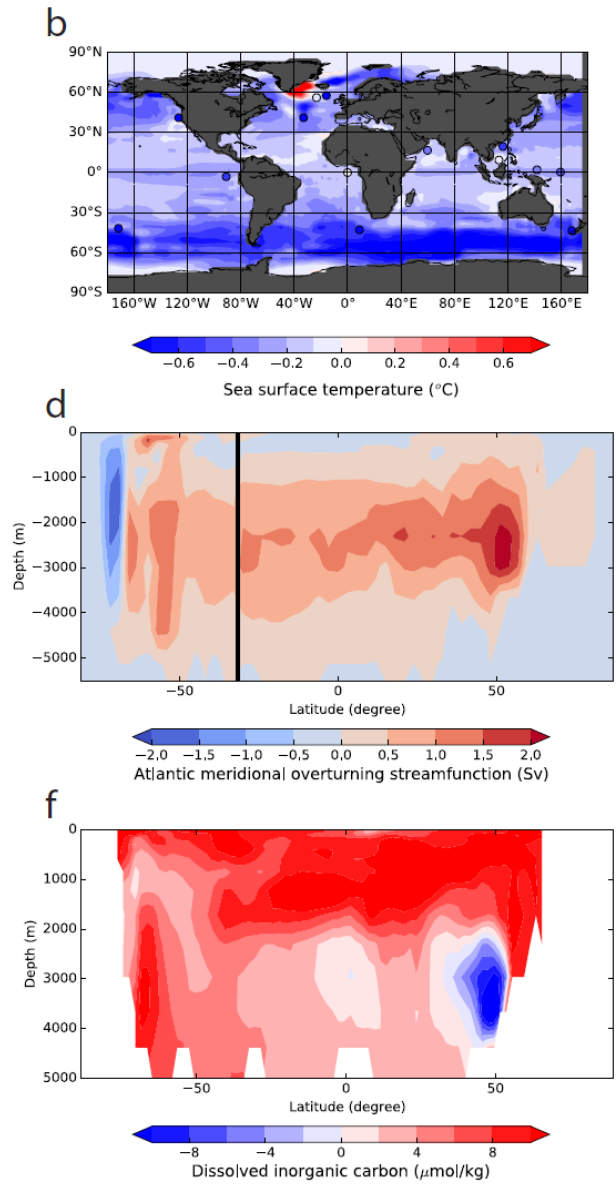 b
90°N
60°N
30°N
0°
30°S
60°S
90°S
160°W 120°W 80°W 40°W 0° 40°E 80°E 120°E 160°E
−0.6 −0.4 −0.2 0.0 0.2 0.4 0.6
Sea surface temperature (°C)
d
0
−1000
−2000
−3000
−4000
−5000
Depth (m)
−50 0 50
Latitude (degree)
−2,0 −1.5 −1.0 −0.5 0.0 0.5 1.0 1.5 2.0
Atlantic meridional overturning streamfunction (Sv)
f
0
1000
2000
3000
4000
5000
Depth (m)
−50 0 50
Latitude (degree)
−8 −4 0 4 8
Dissolved inorganic carbon (μmol/kg)